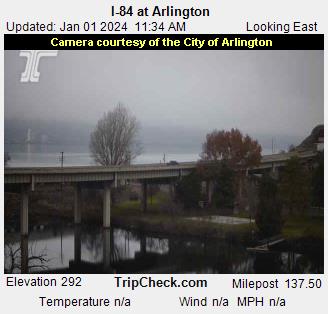 I-84 at Arlington
Updated: Jan 01 2024 11:34 AM Looking East
Camera courtesy of the City of Arlington
Elevation 292 TripCheck.com Milepost 137.50
Temperature n/a Wind n/a MPH n/a